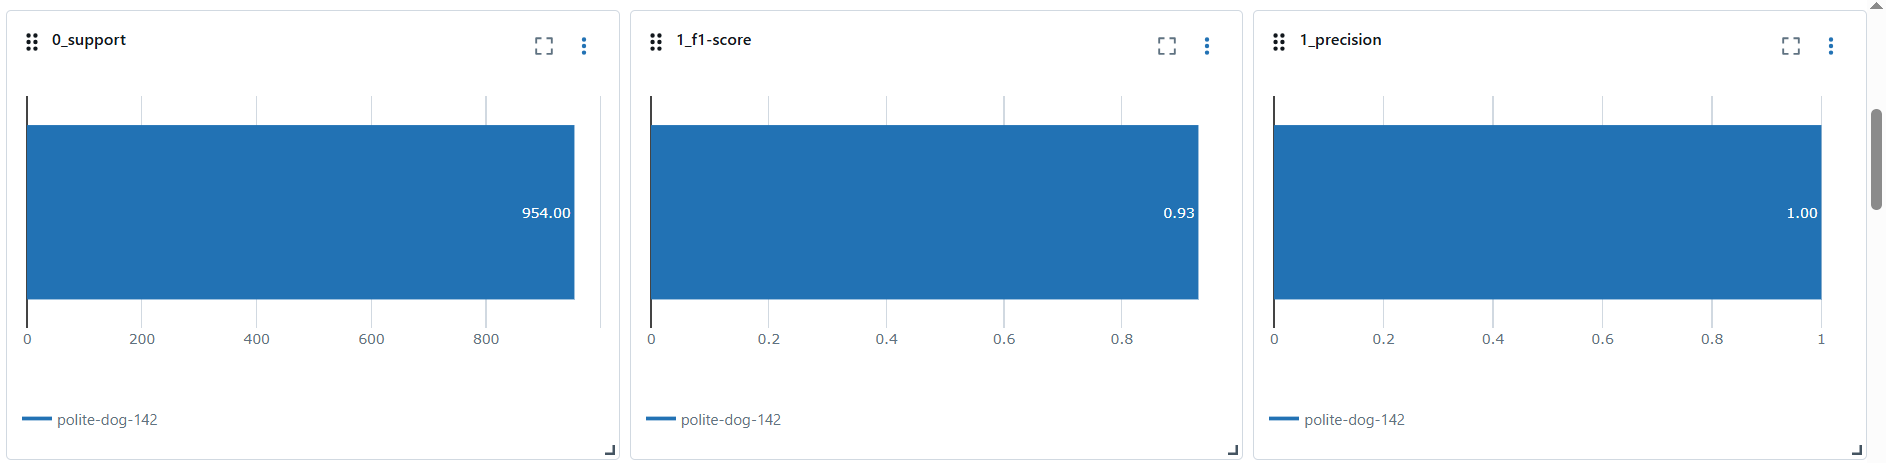 0_support
954.00
0 200 400 600 800
polite-dog-142
1_f1-score
0.93
0 0.2 0.4 0.6 0.8
polite-dog-142
1_precision
1.00
0 0.2 0.4 0.6 0.8 1
polite-dog-142